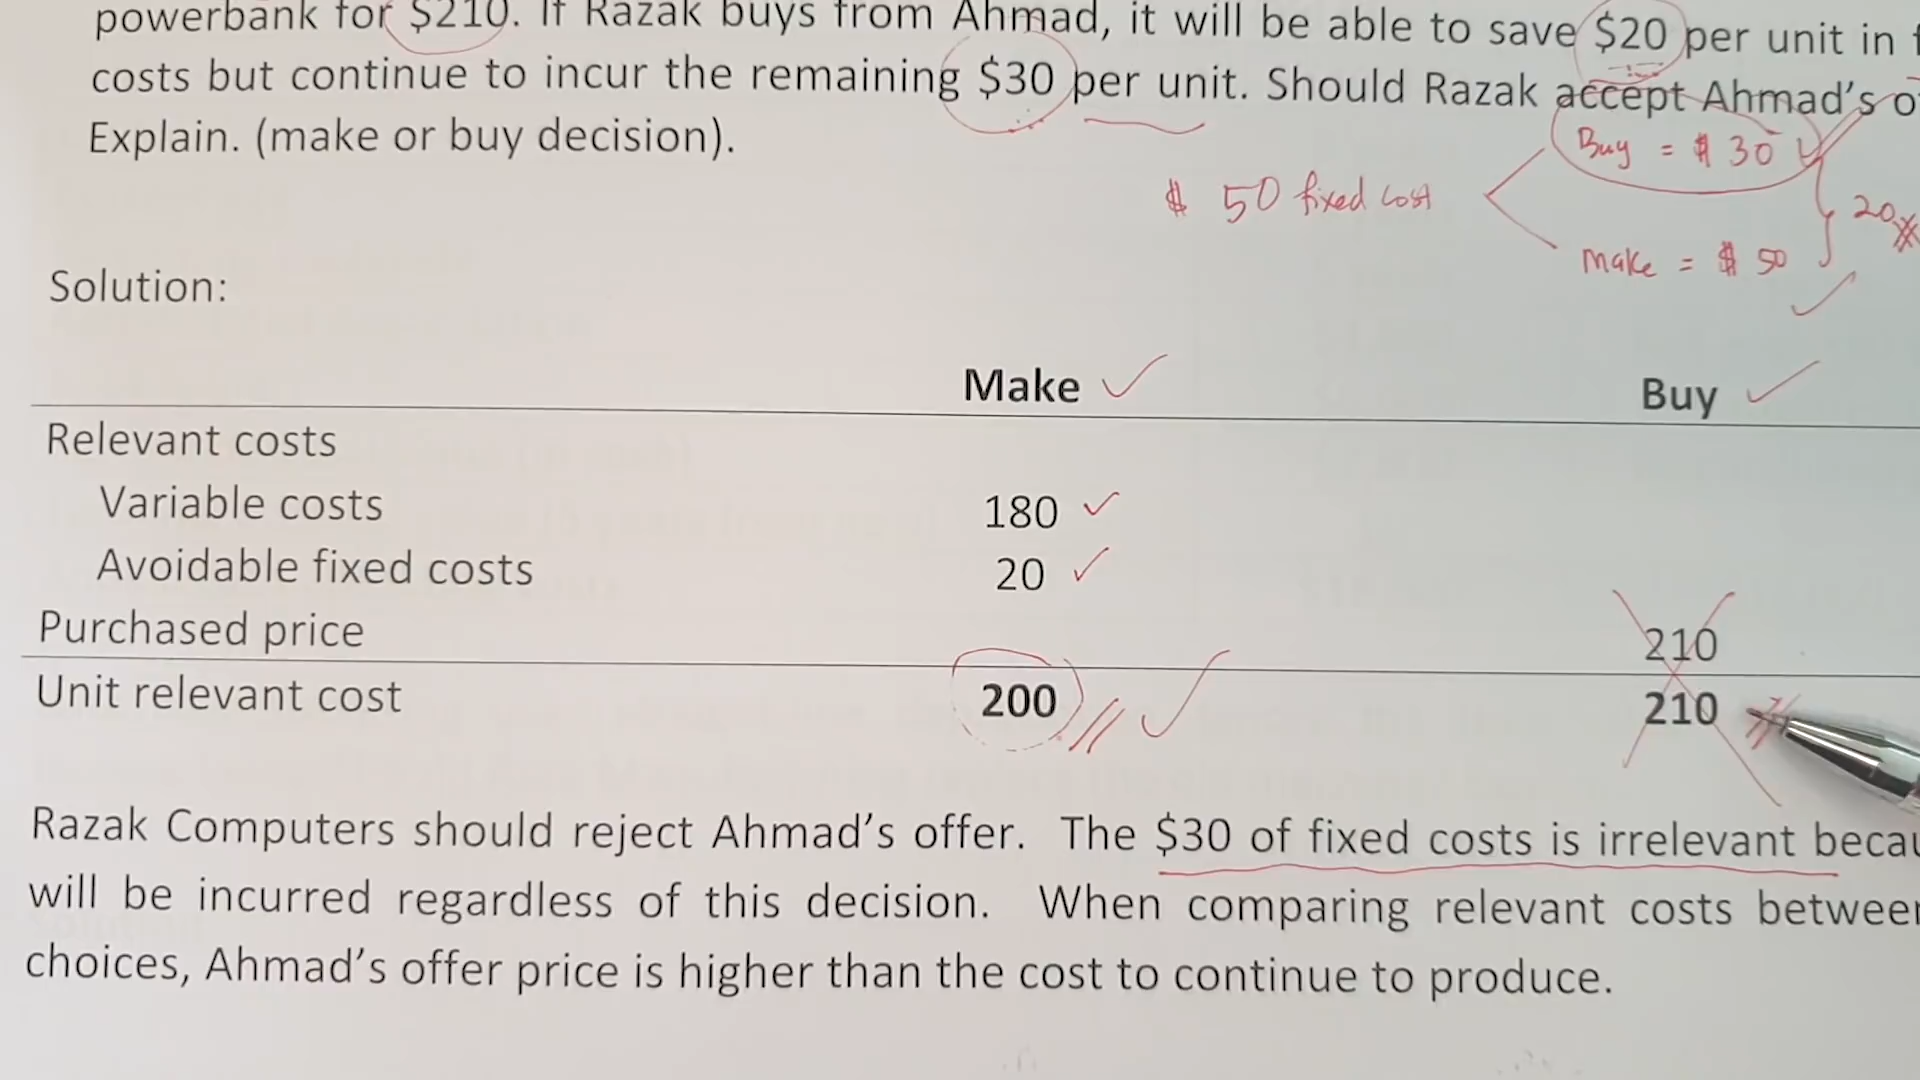 powerbank for $210. If Razak buys from Ahmad, it will be able to save $20 per unit in
costs but continue to incur the remaining $30 per unit. Should Razak accept Ahmad's
Explain. (make or buy decision).
Buy = $ 30
$ 50 fixed cost
20
make = $ 50
Solution:
Make Buy
Relevant costs
Variable costs 180
Avoidable fixed costs 20
Purchased price 210
Unit relevant cost 200 210
Razak Computers should reject Ahmad's offer. The $30 of fixed costs is irrelevant becau
will be incurred regardless of this decision. When comparing relevant costs between
choices, Ahmad's offer price is higher than the cost to continue to produce.